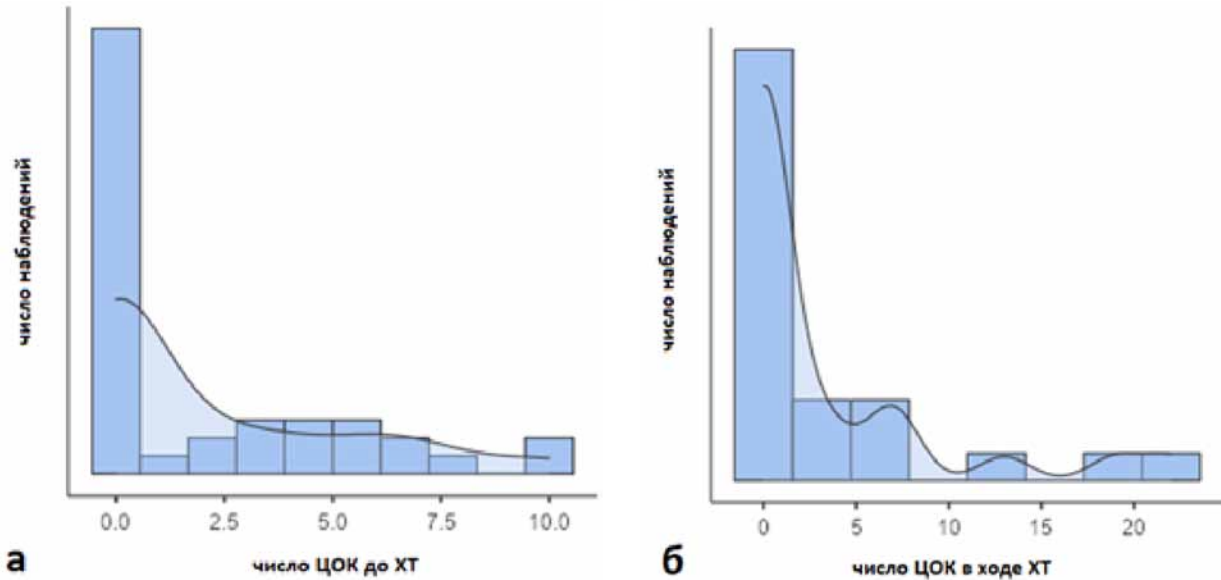 число наблюдений
0.0 2.5 5.0 7.5 10.0
число ЦОК до ХТ
а
число наблюдений
0 5 10 15 20
число ЦОК в ходе ХТ
б